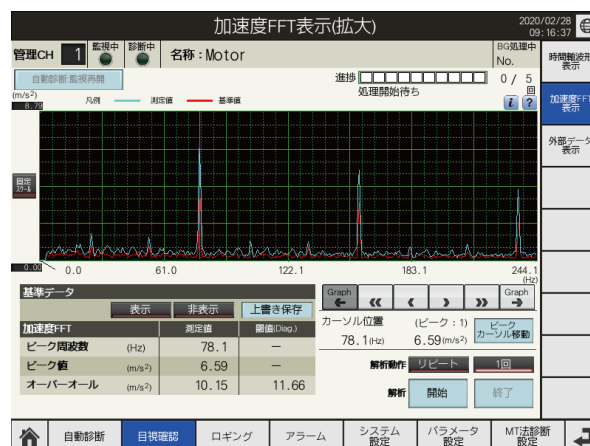 加速度FFT表示(拡大)
2020/02/28
09:16:37
管理CH 1 監視中 診断中 名称:Motor
BG処理中
No.
自動診断:監視再開
進捗
0 / 5
回
処理開始待ち
(m/s²)
8.79
凡例 測定値 基準値
i ?
固定
スケール
0.00
0.0 61.0 122.1 183.1 244.1
(Hz)
基準データ
表示 非表示 上書き保存
加速度FFT 測定値 閾値(Diag.)
ピーク周波数 (Hz) 78.1 —
ピーク値 (m/s²) 6.59 —
オーバーオール (m/s²) 10.15 11.66
Graph ← « ‹ › » Graph →
カーソル位置 (ピーク:1)
78.1(Hz) 6.59(m/s²)
ピーク
カーソル移動
解析動作 リピート 1回
解析 開始 終了
時間軸波形
表示
加速度FFT
表示
外部データ
表示
自動診断 目視確認 ロギング アラーム システム
設定 パラメータ
設定 MT法診断
設定